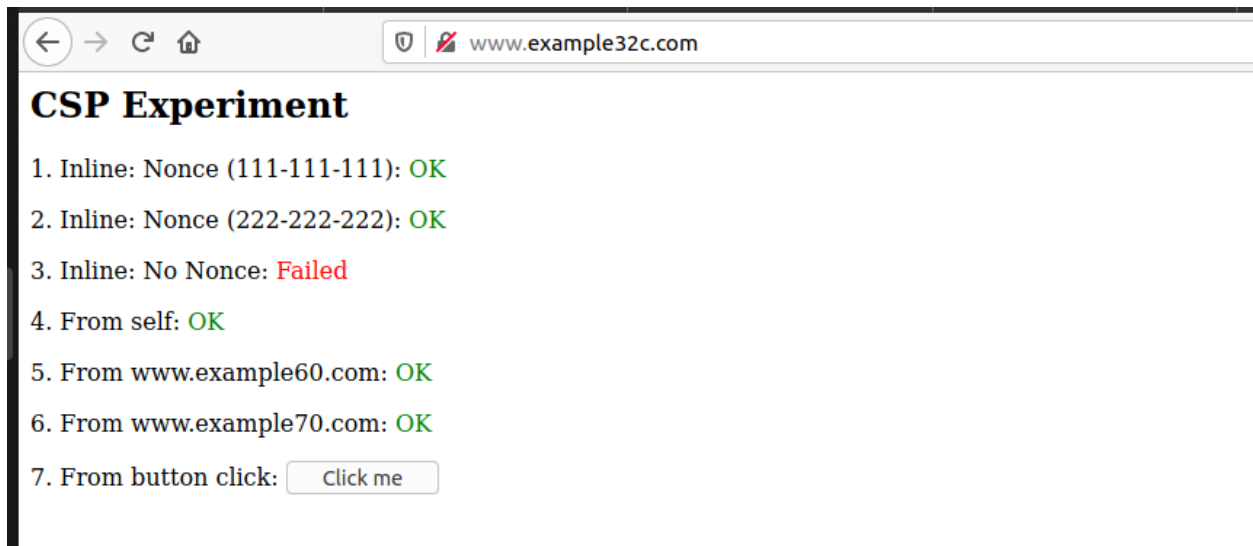 www.example32c.com
CSP Experiment
1. Inline: Nonce (111-111-111): OK
2. Inline: Nonce (222-222-222): OK
3. Inline: No Nonce: Failed
4. From self: OK
5. From www.example60.com: OK
6. From www.example70.com: OK
7. From button click: Click me